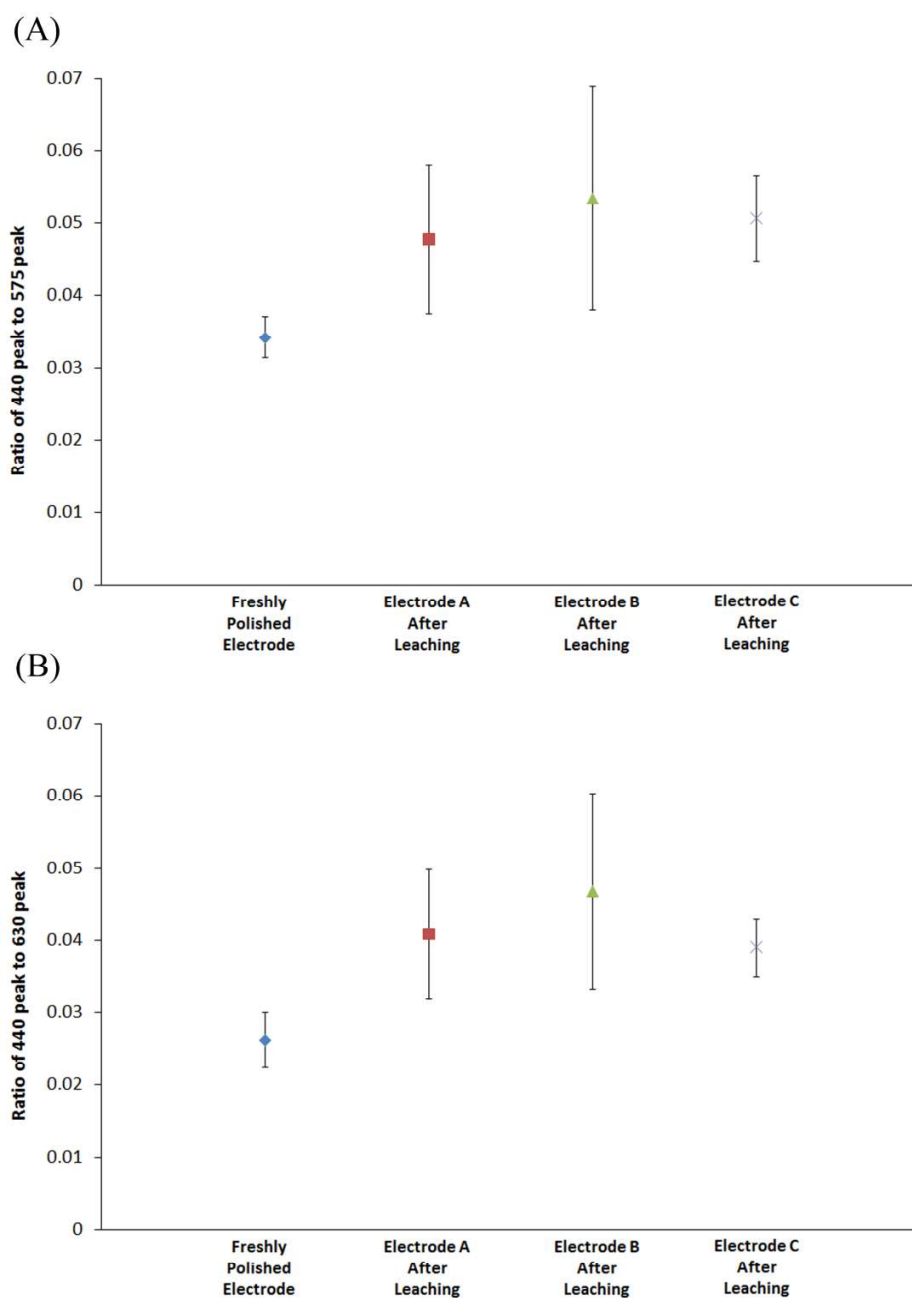 (A)
Ratio of 440 peak to 575 peak
0.07
0.06
0.05
0.04
0.03
0.02
0.01
0
Freshly
Polished
Electrode
Electrode A
After
Leaching
Electrode B
After
Leaching
Electrode C
After
Leaching
(B)
Ratio of 440 peak to 630 peak
0.07
0.06
0.05
0.04
0.03
0.02
0.01
0
Freshly
Polished
Electrode
Electrode A
After
Leaching
Electrode B
After
Leaching
Electrode C
After
Leaching